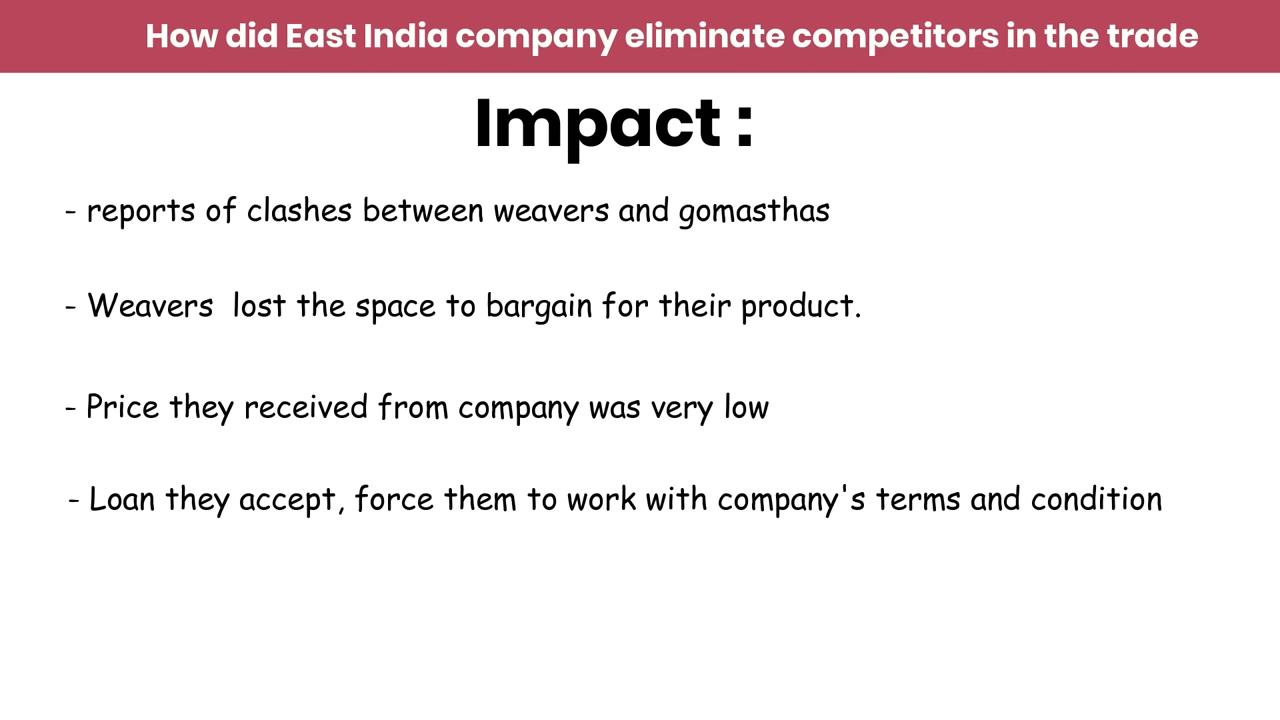 How did East India company eliminate competitors in the trade
Impact :
- reports of clashes between weavers and gomasthas
- Weavers lost the space to bargain for their product.
- Price they received from company was very low
- Loan they accept, force them to work with company's terms and condition